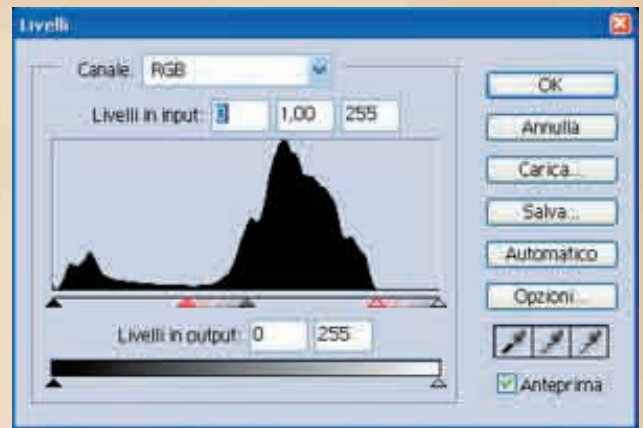 Livelli
Canale: RGB
Livelli in input: 0 1,00 255
Livelli in output: 0 255
OK
Annulla
Carica...
Salva...
Automatico
Opzioni...
Anteprima